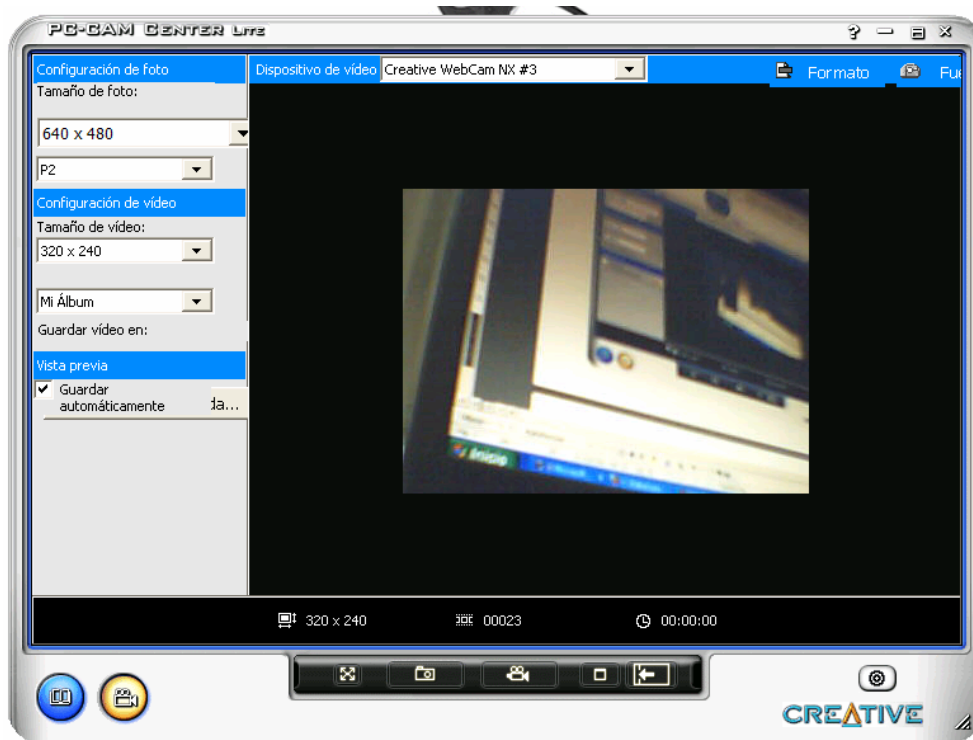 PC-CAM CENTER LITE
Configuración de foto
Dispositivo de vídeo Creative WebCam NX #3
Formato
Fue
Tamaño de foto:
640 x 480
P2
Configuración de vídeo
Tamaño de vídeo:
320 x 240
Mi Álbum
Guardar vídeo en:
Vista previa
Guardar
automáticamente
da...
Inicio
320 x 240
00023
00:00:00
CREATIVE